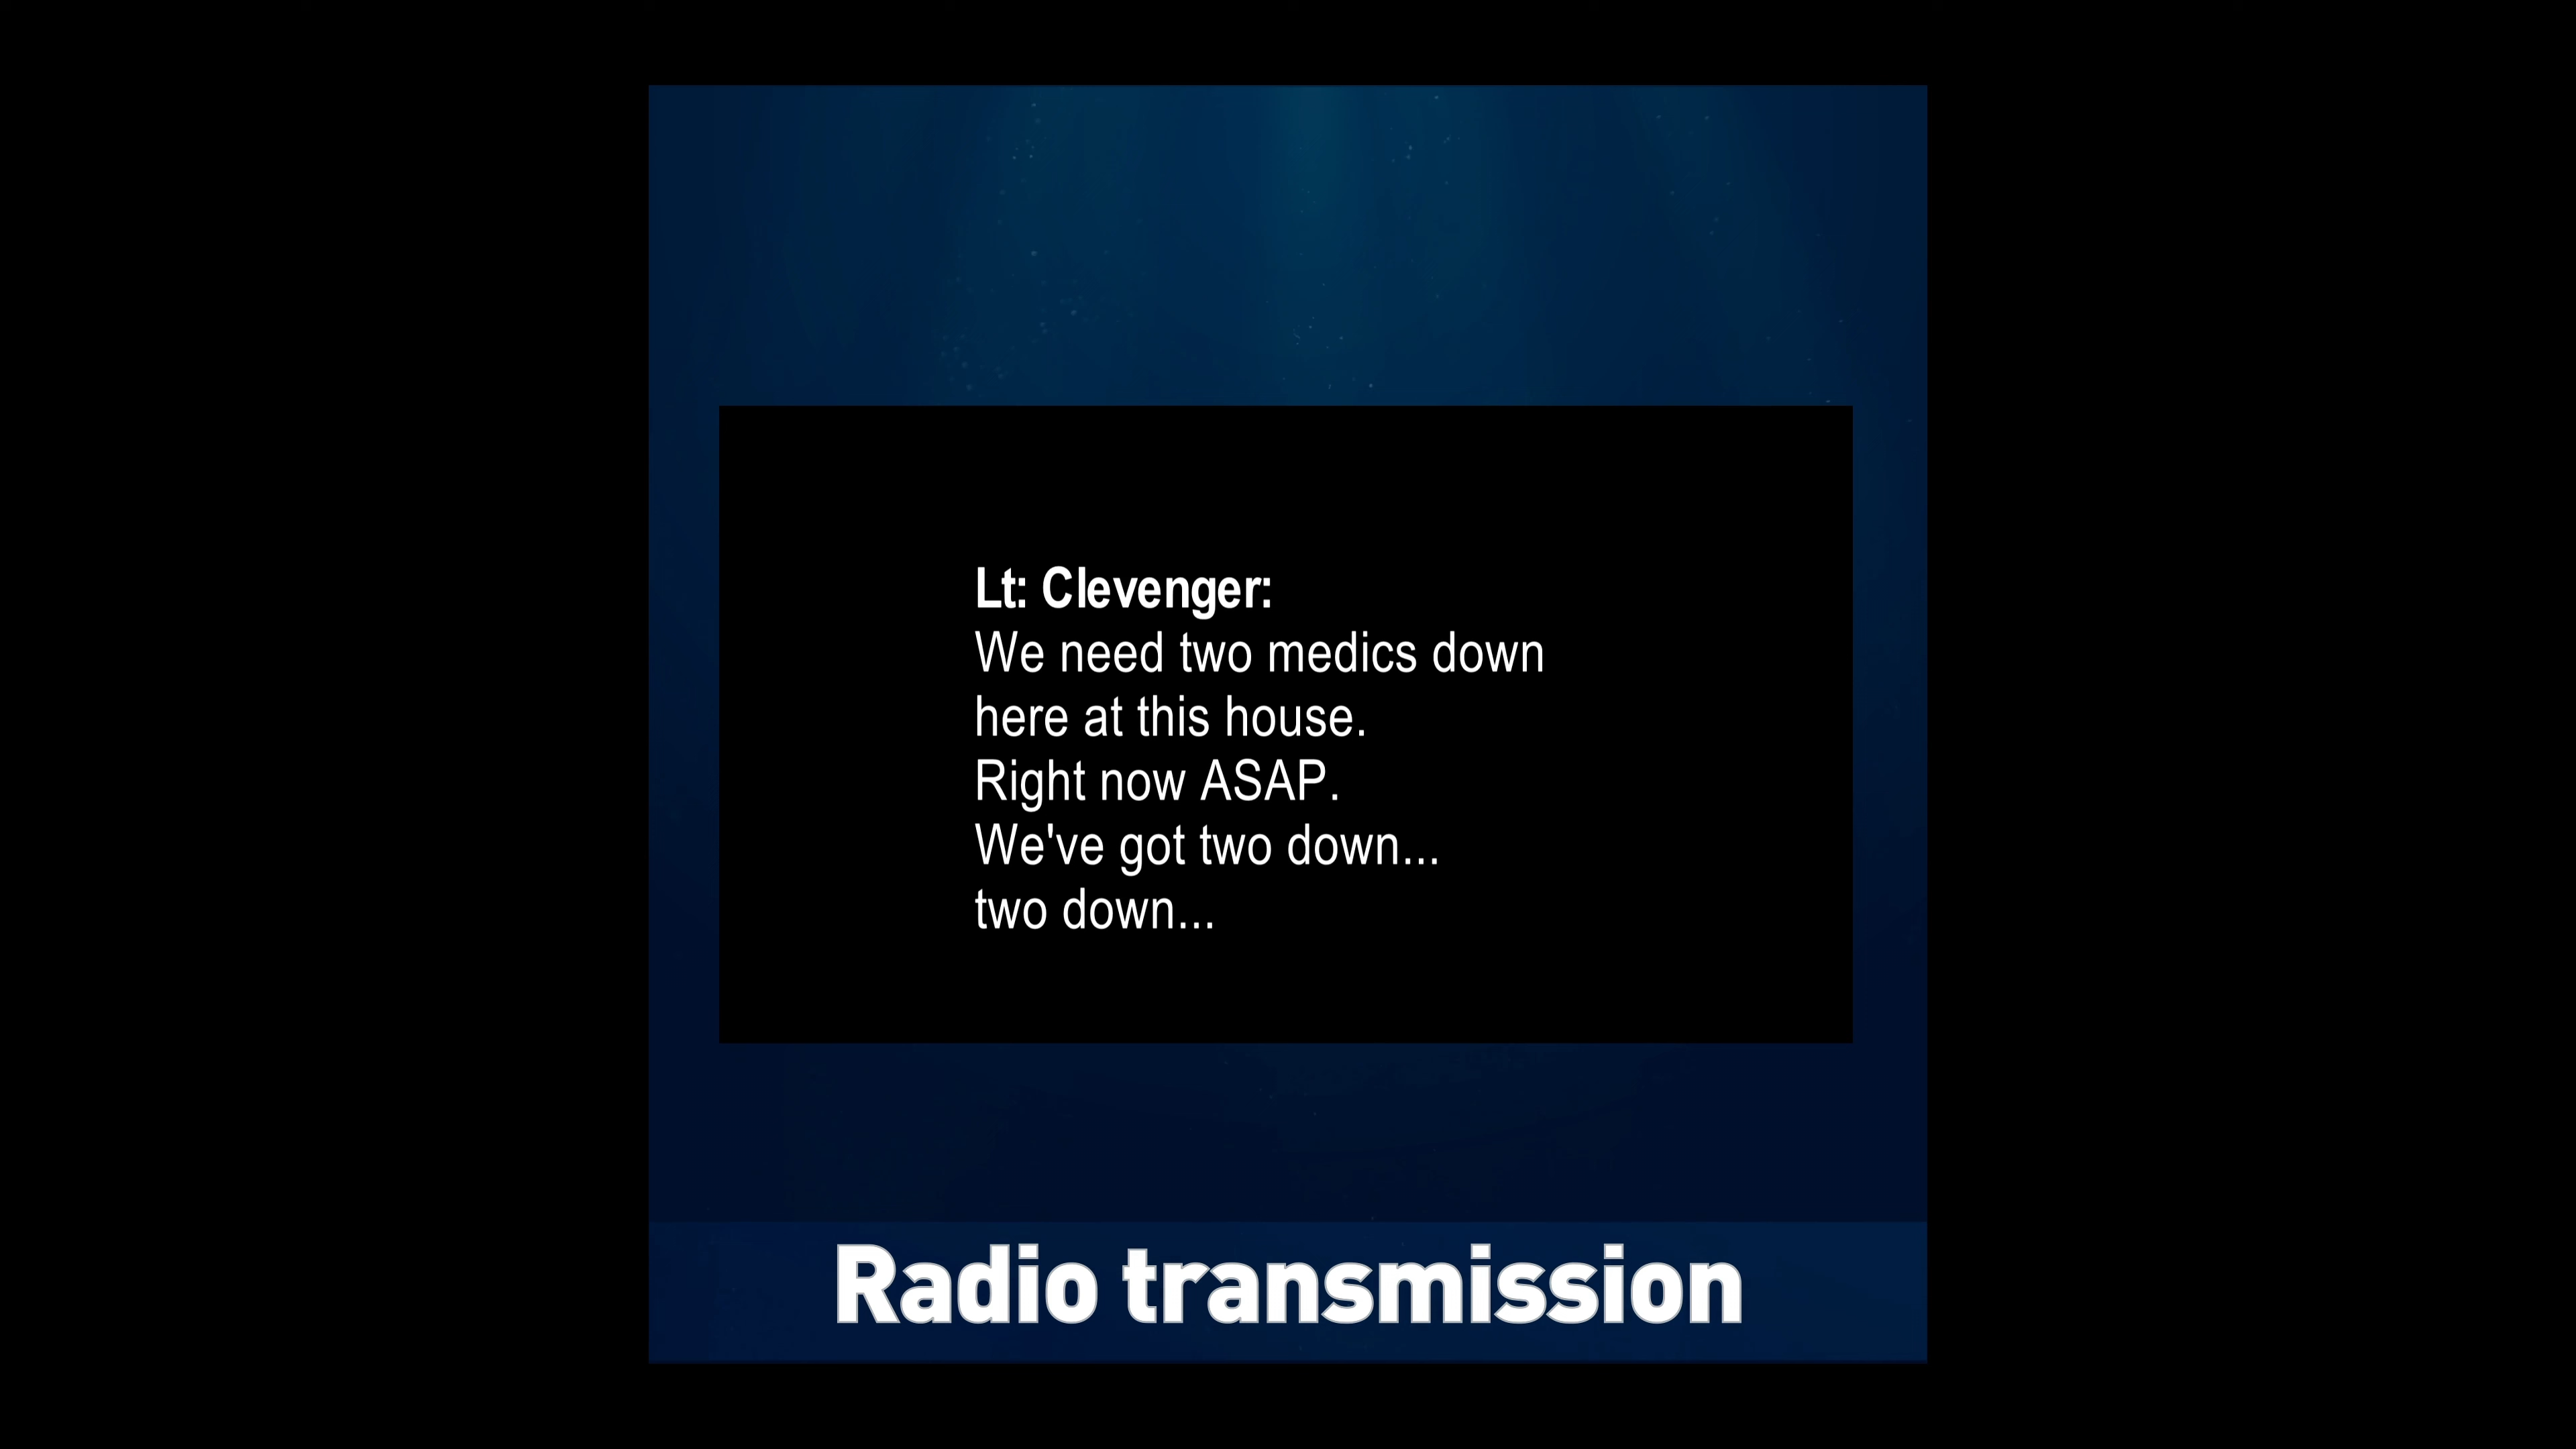 Lt: Clevenger:
We need two medics down
here at this house.
Right now ASAP.
We've got two down...
two down...
Radio transmission